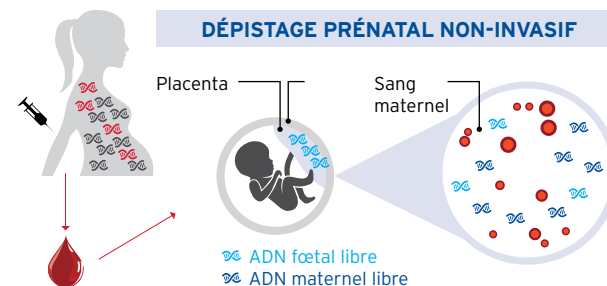 DÉPISTAGE PRÉNATAL NON-INVASIF
Placenta
Sang
maternel
ADN fœtal libre
ADN maternel libre